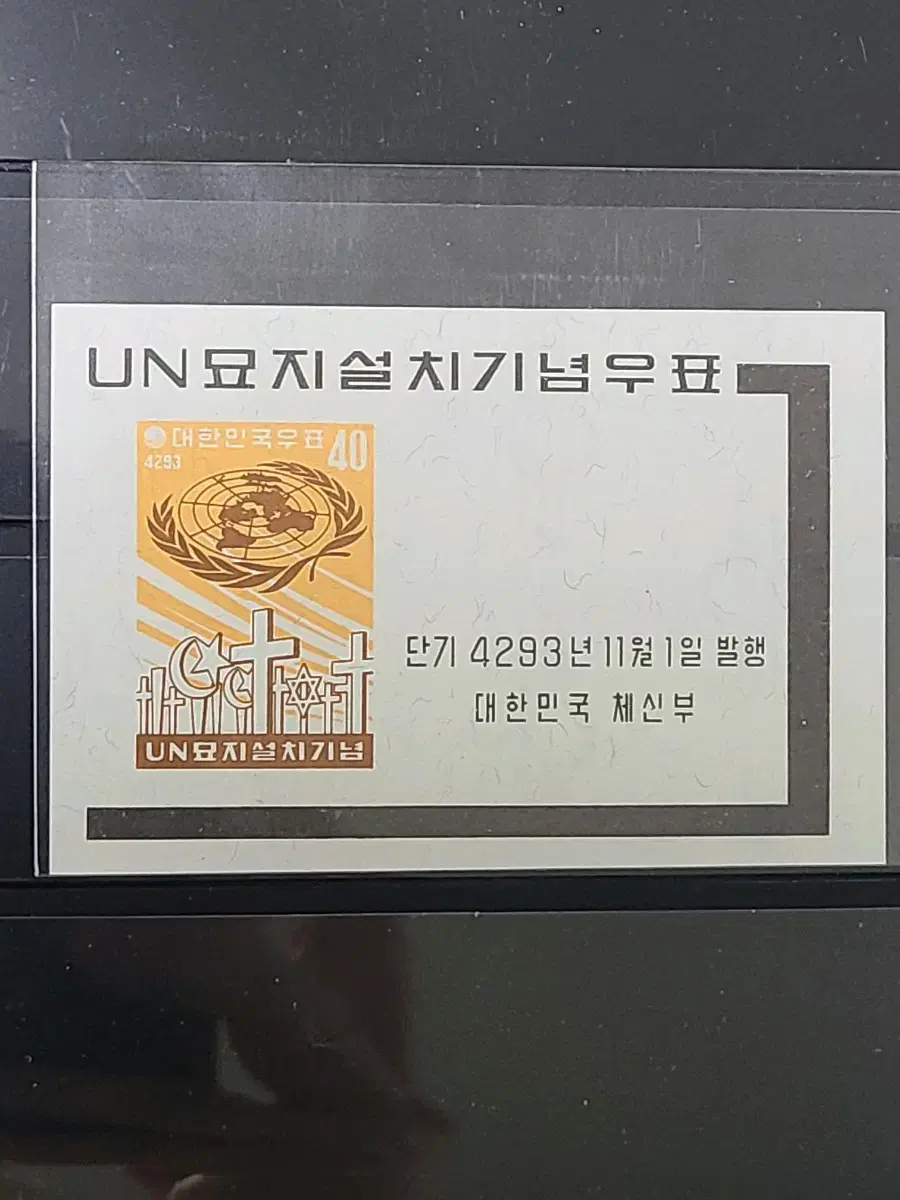 UN묘지설치기념우표
대한민국우표 40
4293
UN묘지설치기념
단기 4293년 11월 1일 발행
대한민국 체신부